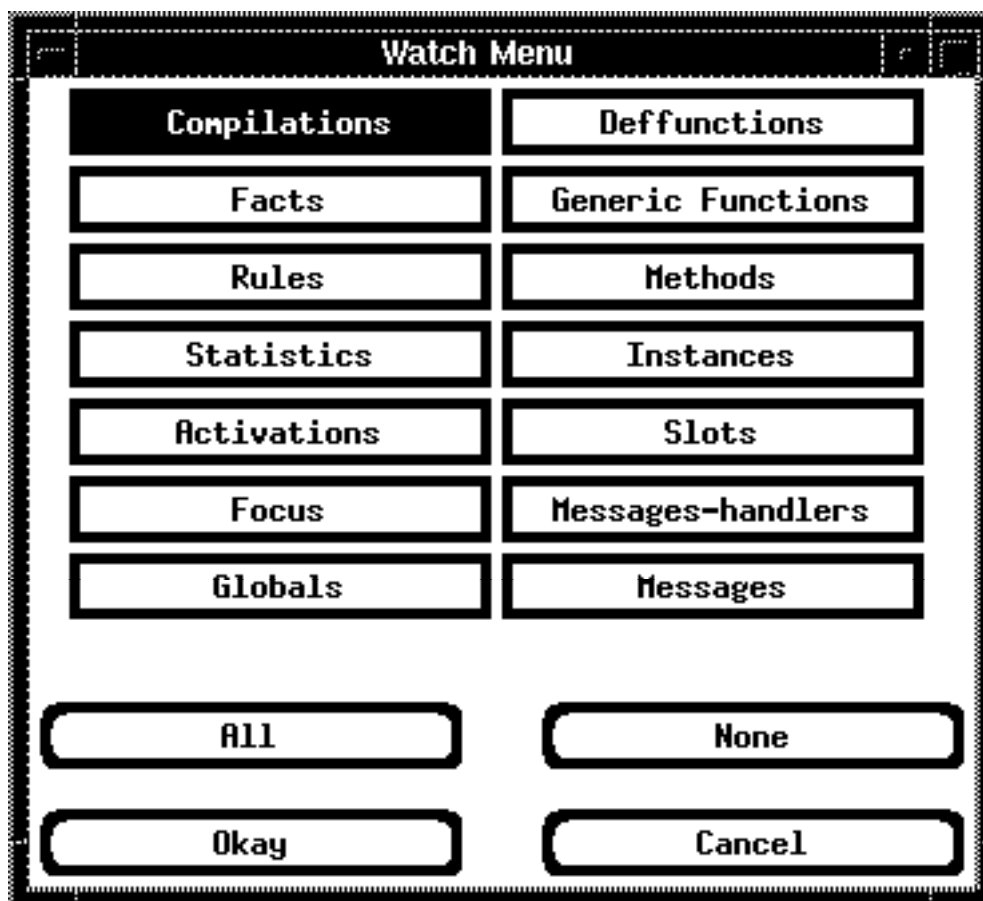 Watch Menu
Compilations Deffunctions
Facts Generic Functions
Rules Methods
Statistics Instances
Activations Slots
Focus Messages-handlers
Globals Messages
All None
Okay Cancel